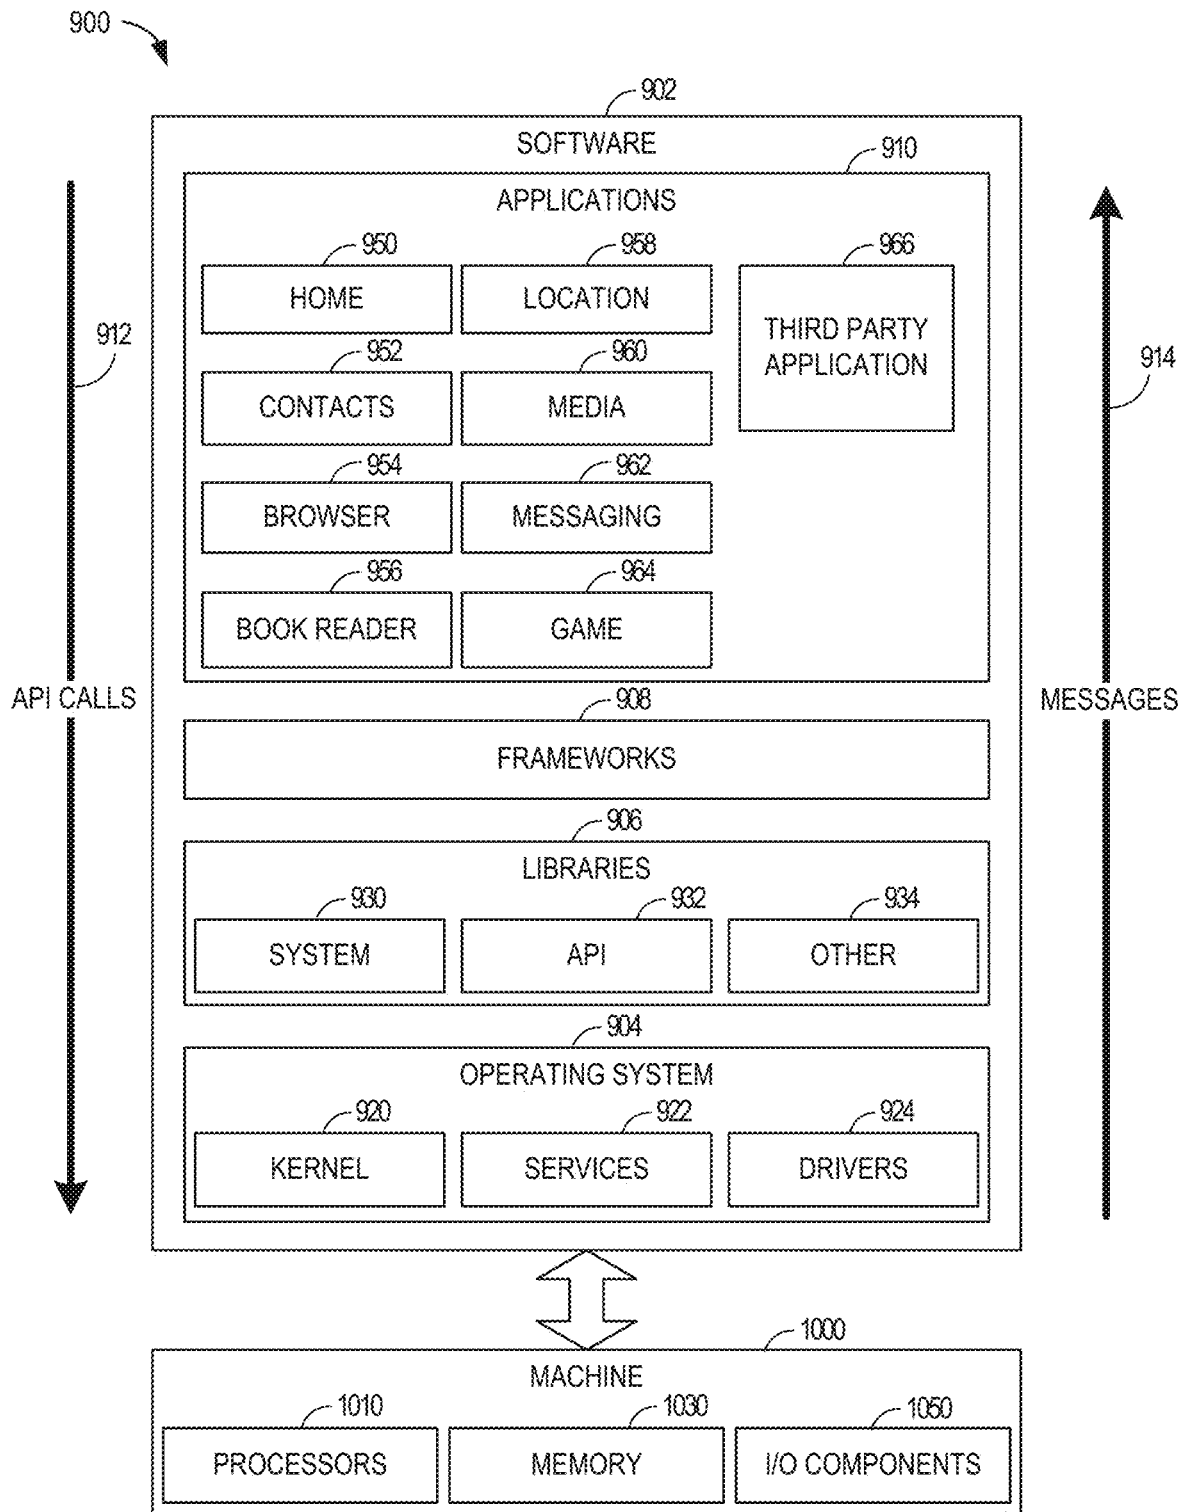 900
902
SOFTWARE
910
APPLICATIONS
950
958
966
HOME
LOCATION
THIRD PARTY
APPLICATION
912
952
960
914
CONTACTS
MEDIA
954
962
BROWSER
MESSAGING
956
964
BOOK READER
GAME
API CALLS
MESSAGES
908
FRAMEWORKS
906
LIBRARIES
930
932
934
SYSTEM
API
OTHER
904
OPERATING SYSTEM
920
922
924
KERNEL
SERVICES
DRIVERS
1000
MACHINE
1010
1030
1050
PROCESSORS
MEMORY
I/O COMPONENTS